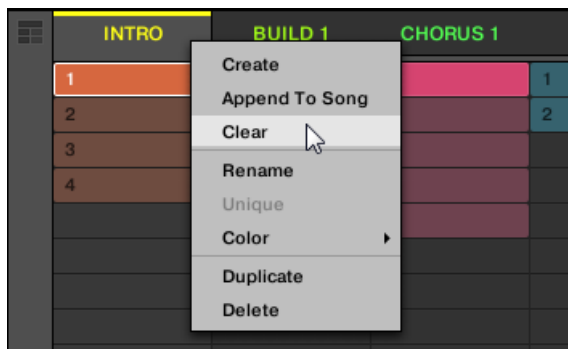 INTRO BUILD 1 CHORUS 1
1 1
2 2
3
4
Create
Append To Song
Clear
Rename
Unique
Color
Duplicate
Delete